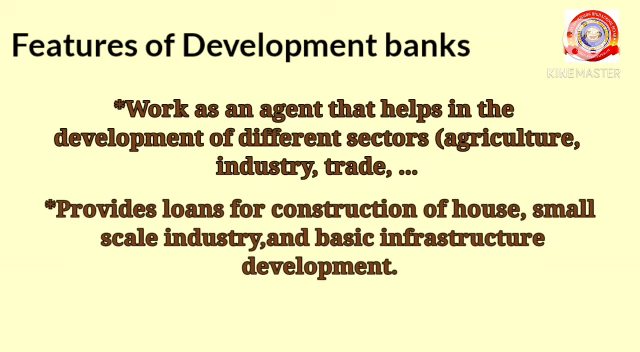 Features of Development banks
KINEMASTER
*Work as an agent that helps in the
development of different sectors (agriculture,
industry, trade, ...
*Provides loans for construction of house, small
scale industry,and basic infrastructure
development.